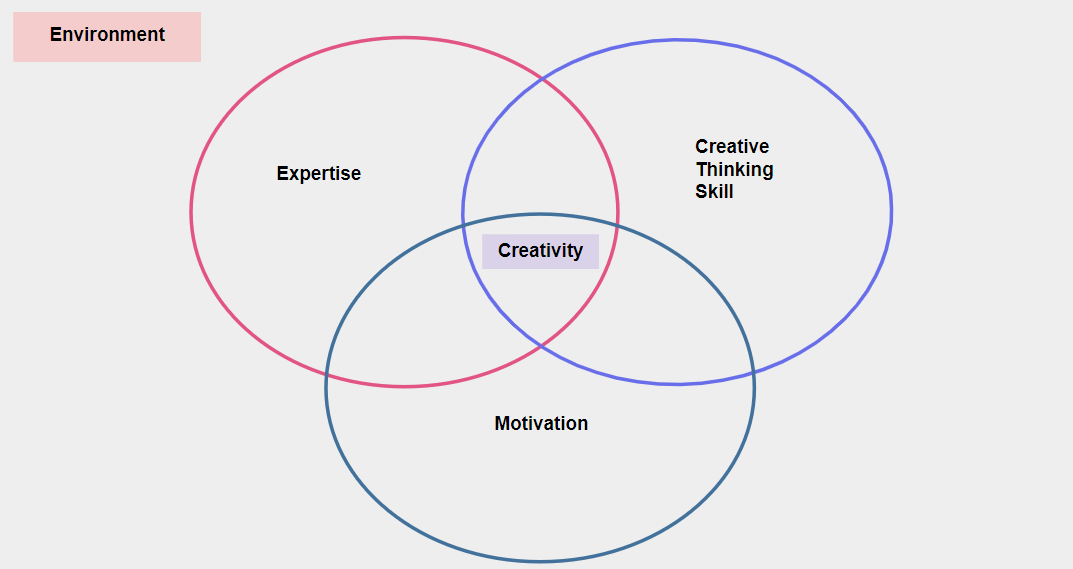 Environment
Expertise
Creative
Thinking
Skill
Creativity
Motivation